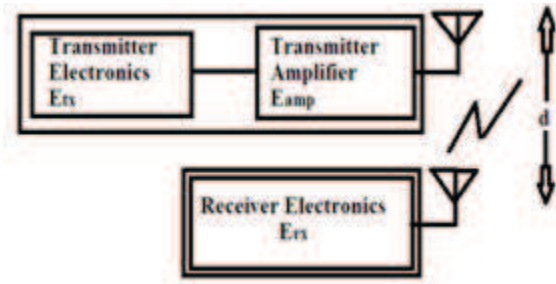 Transmitter
Electronics
Etx
Transmitter
Amplifier
Eamp
d
Receiver Electronics
Erx